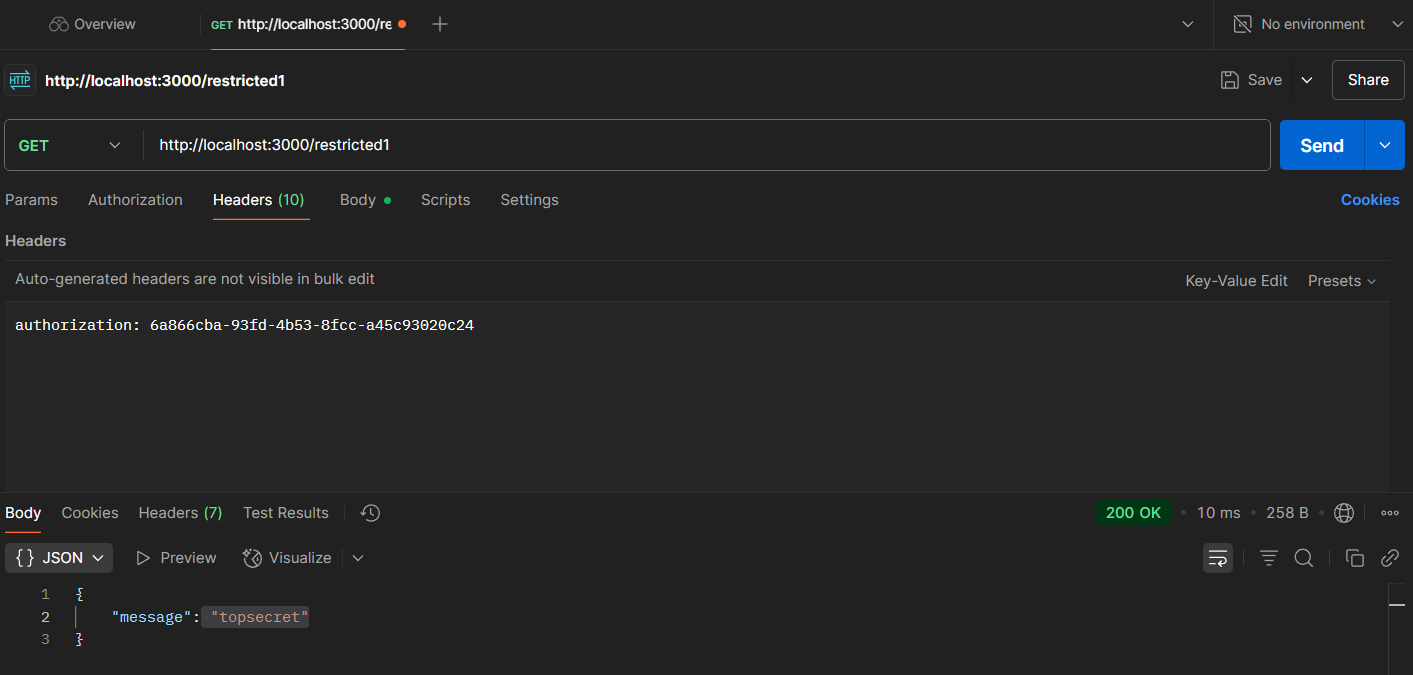 Overview GET http://localhost:3000/re No environment
HTTP http://localhost:3000/restricted1 Save Share
GET http://localhost:3000/restricted1 Send
Params Authorization Headers (10) Body Scripts Settings Cookies
Headers
Auto-generated headers are not visible in bulk edit Key-Value Edit Presets
authorization: 6a866cba-93fd-4b53-8fcc-a45c93020c24
Body Cookies Headers (7) Test Results 200 OK 10 ms 258 B
{} JSON Preview Visualize
1 {
2 "message": "topsecret"
3 }